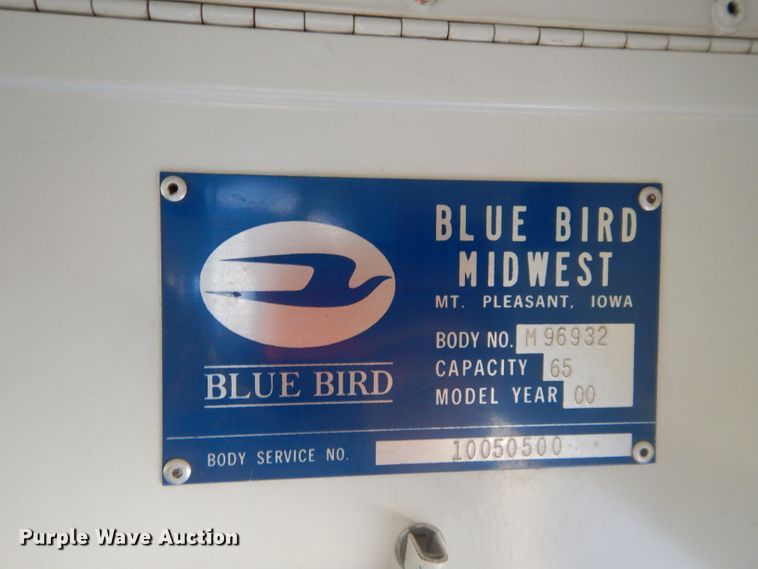 BLUE BIRD
MIDWEST
MT. PLEASANT, IOWA
BODY NO. M 96932
CAPACITY 65
MODEL YEAR 00
BLUE BIRD
BODY SERVICE NO. 10050500
Purple Wave Auction